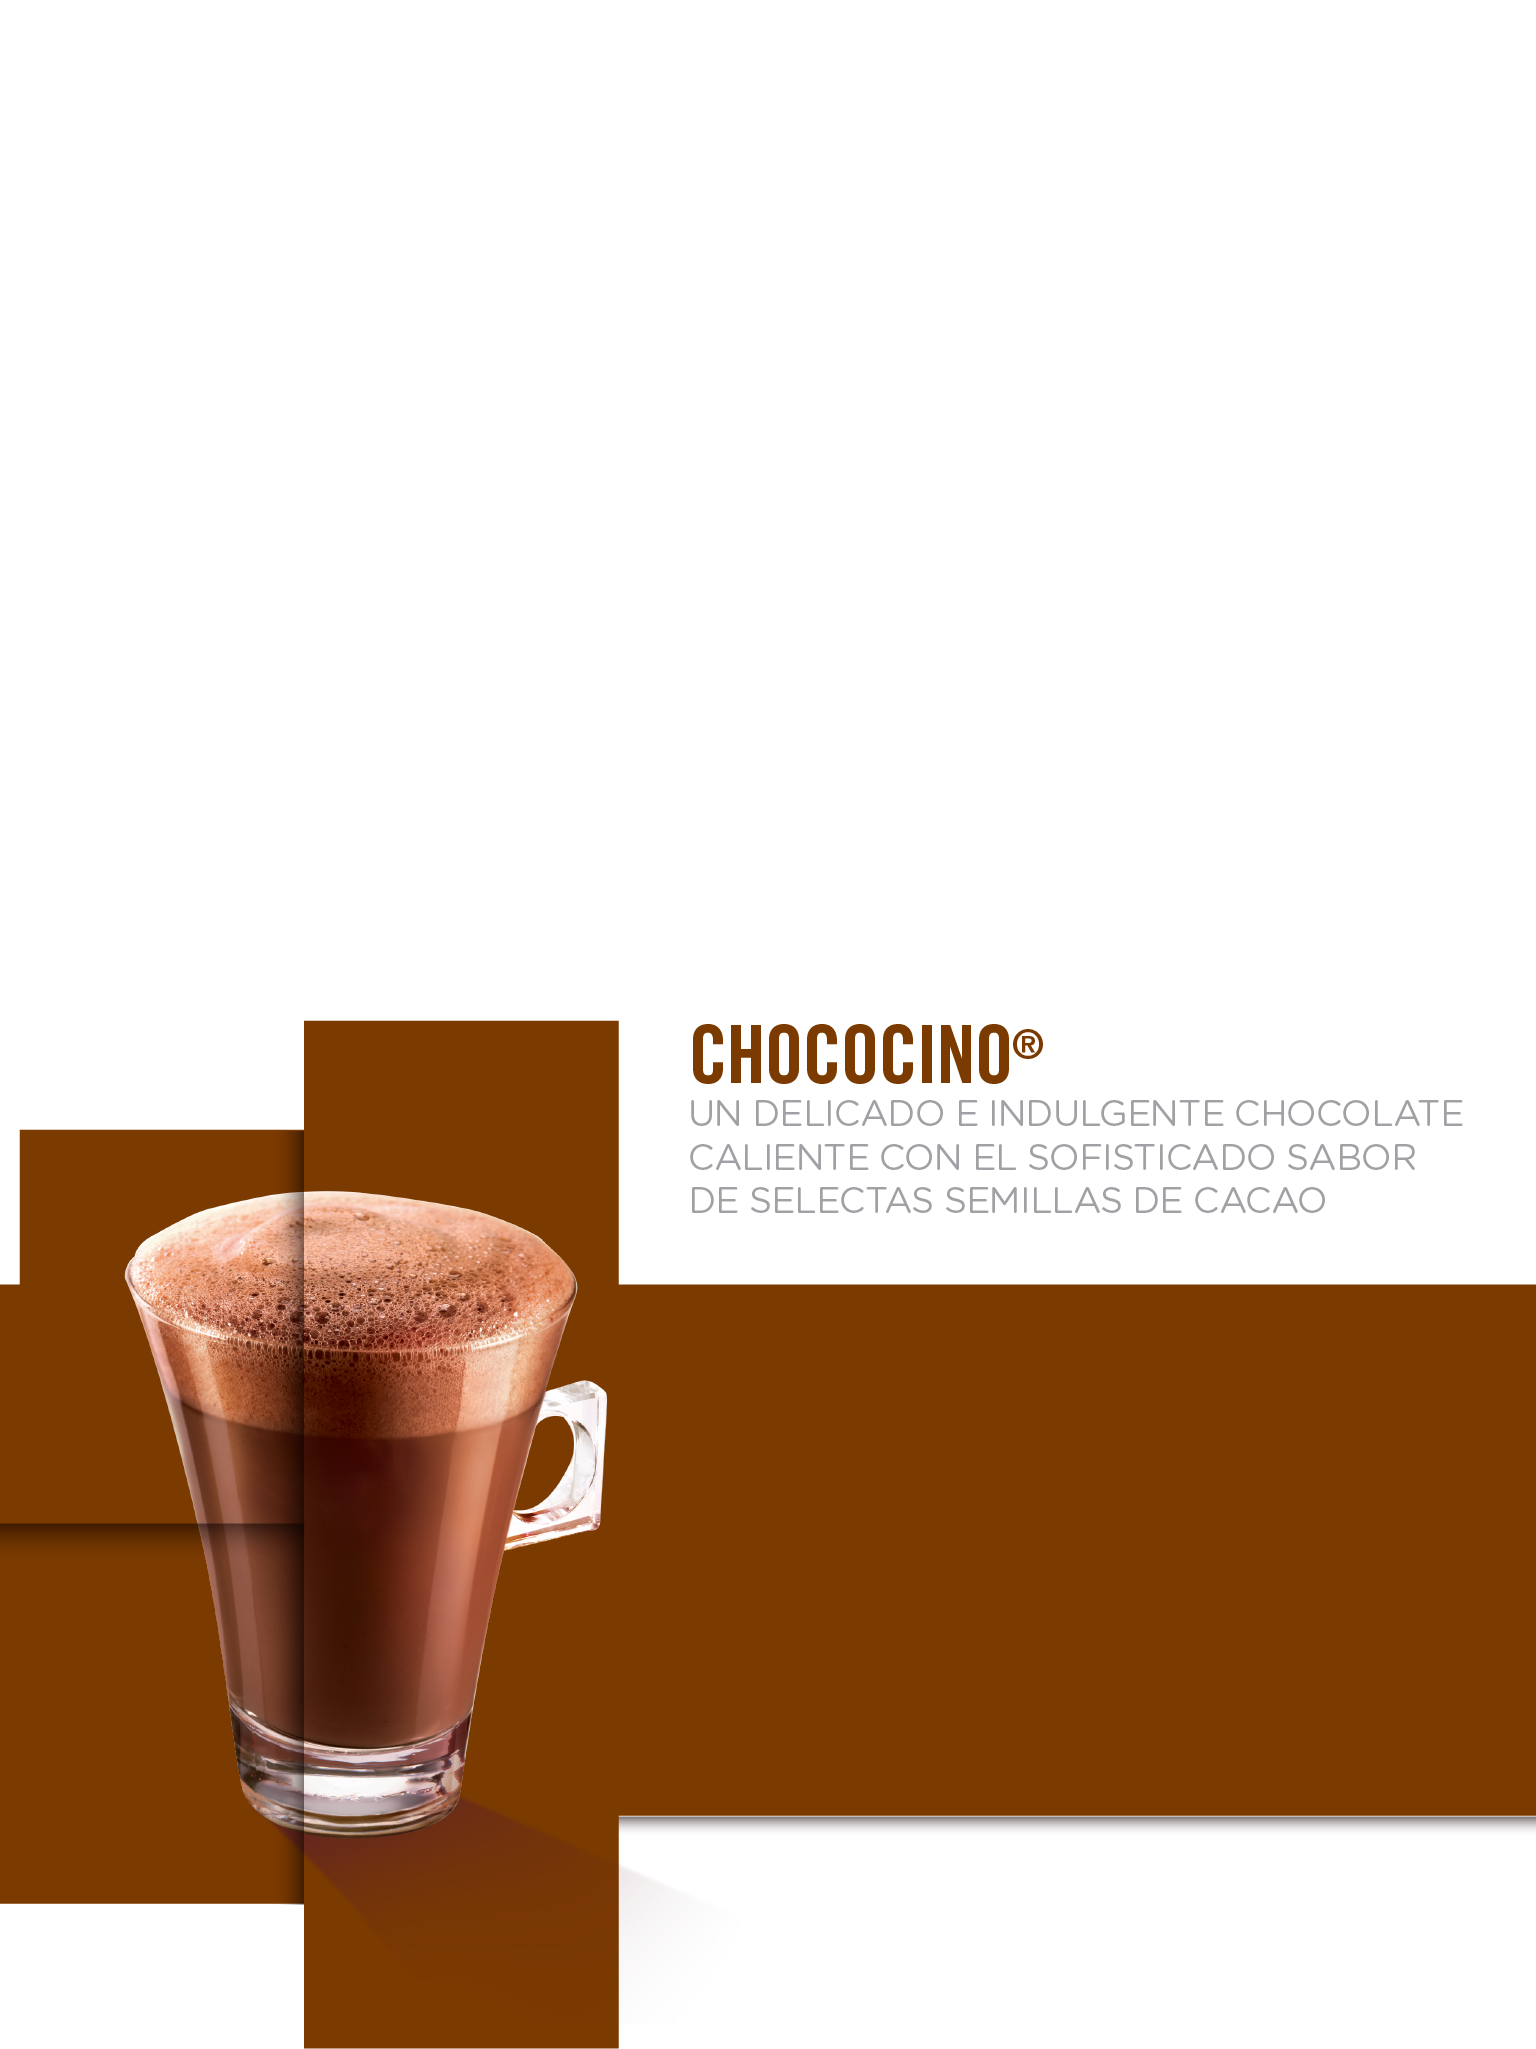 CHOCOCINO®
UN DELICADO E INDULGENTE CHOCOLATE
CALIENTE CON EL SOFISTICADO SABOR
DE SELECTAS SEMILLAS DE CACAO